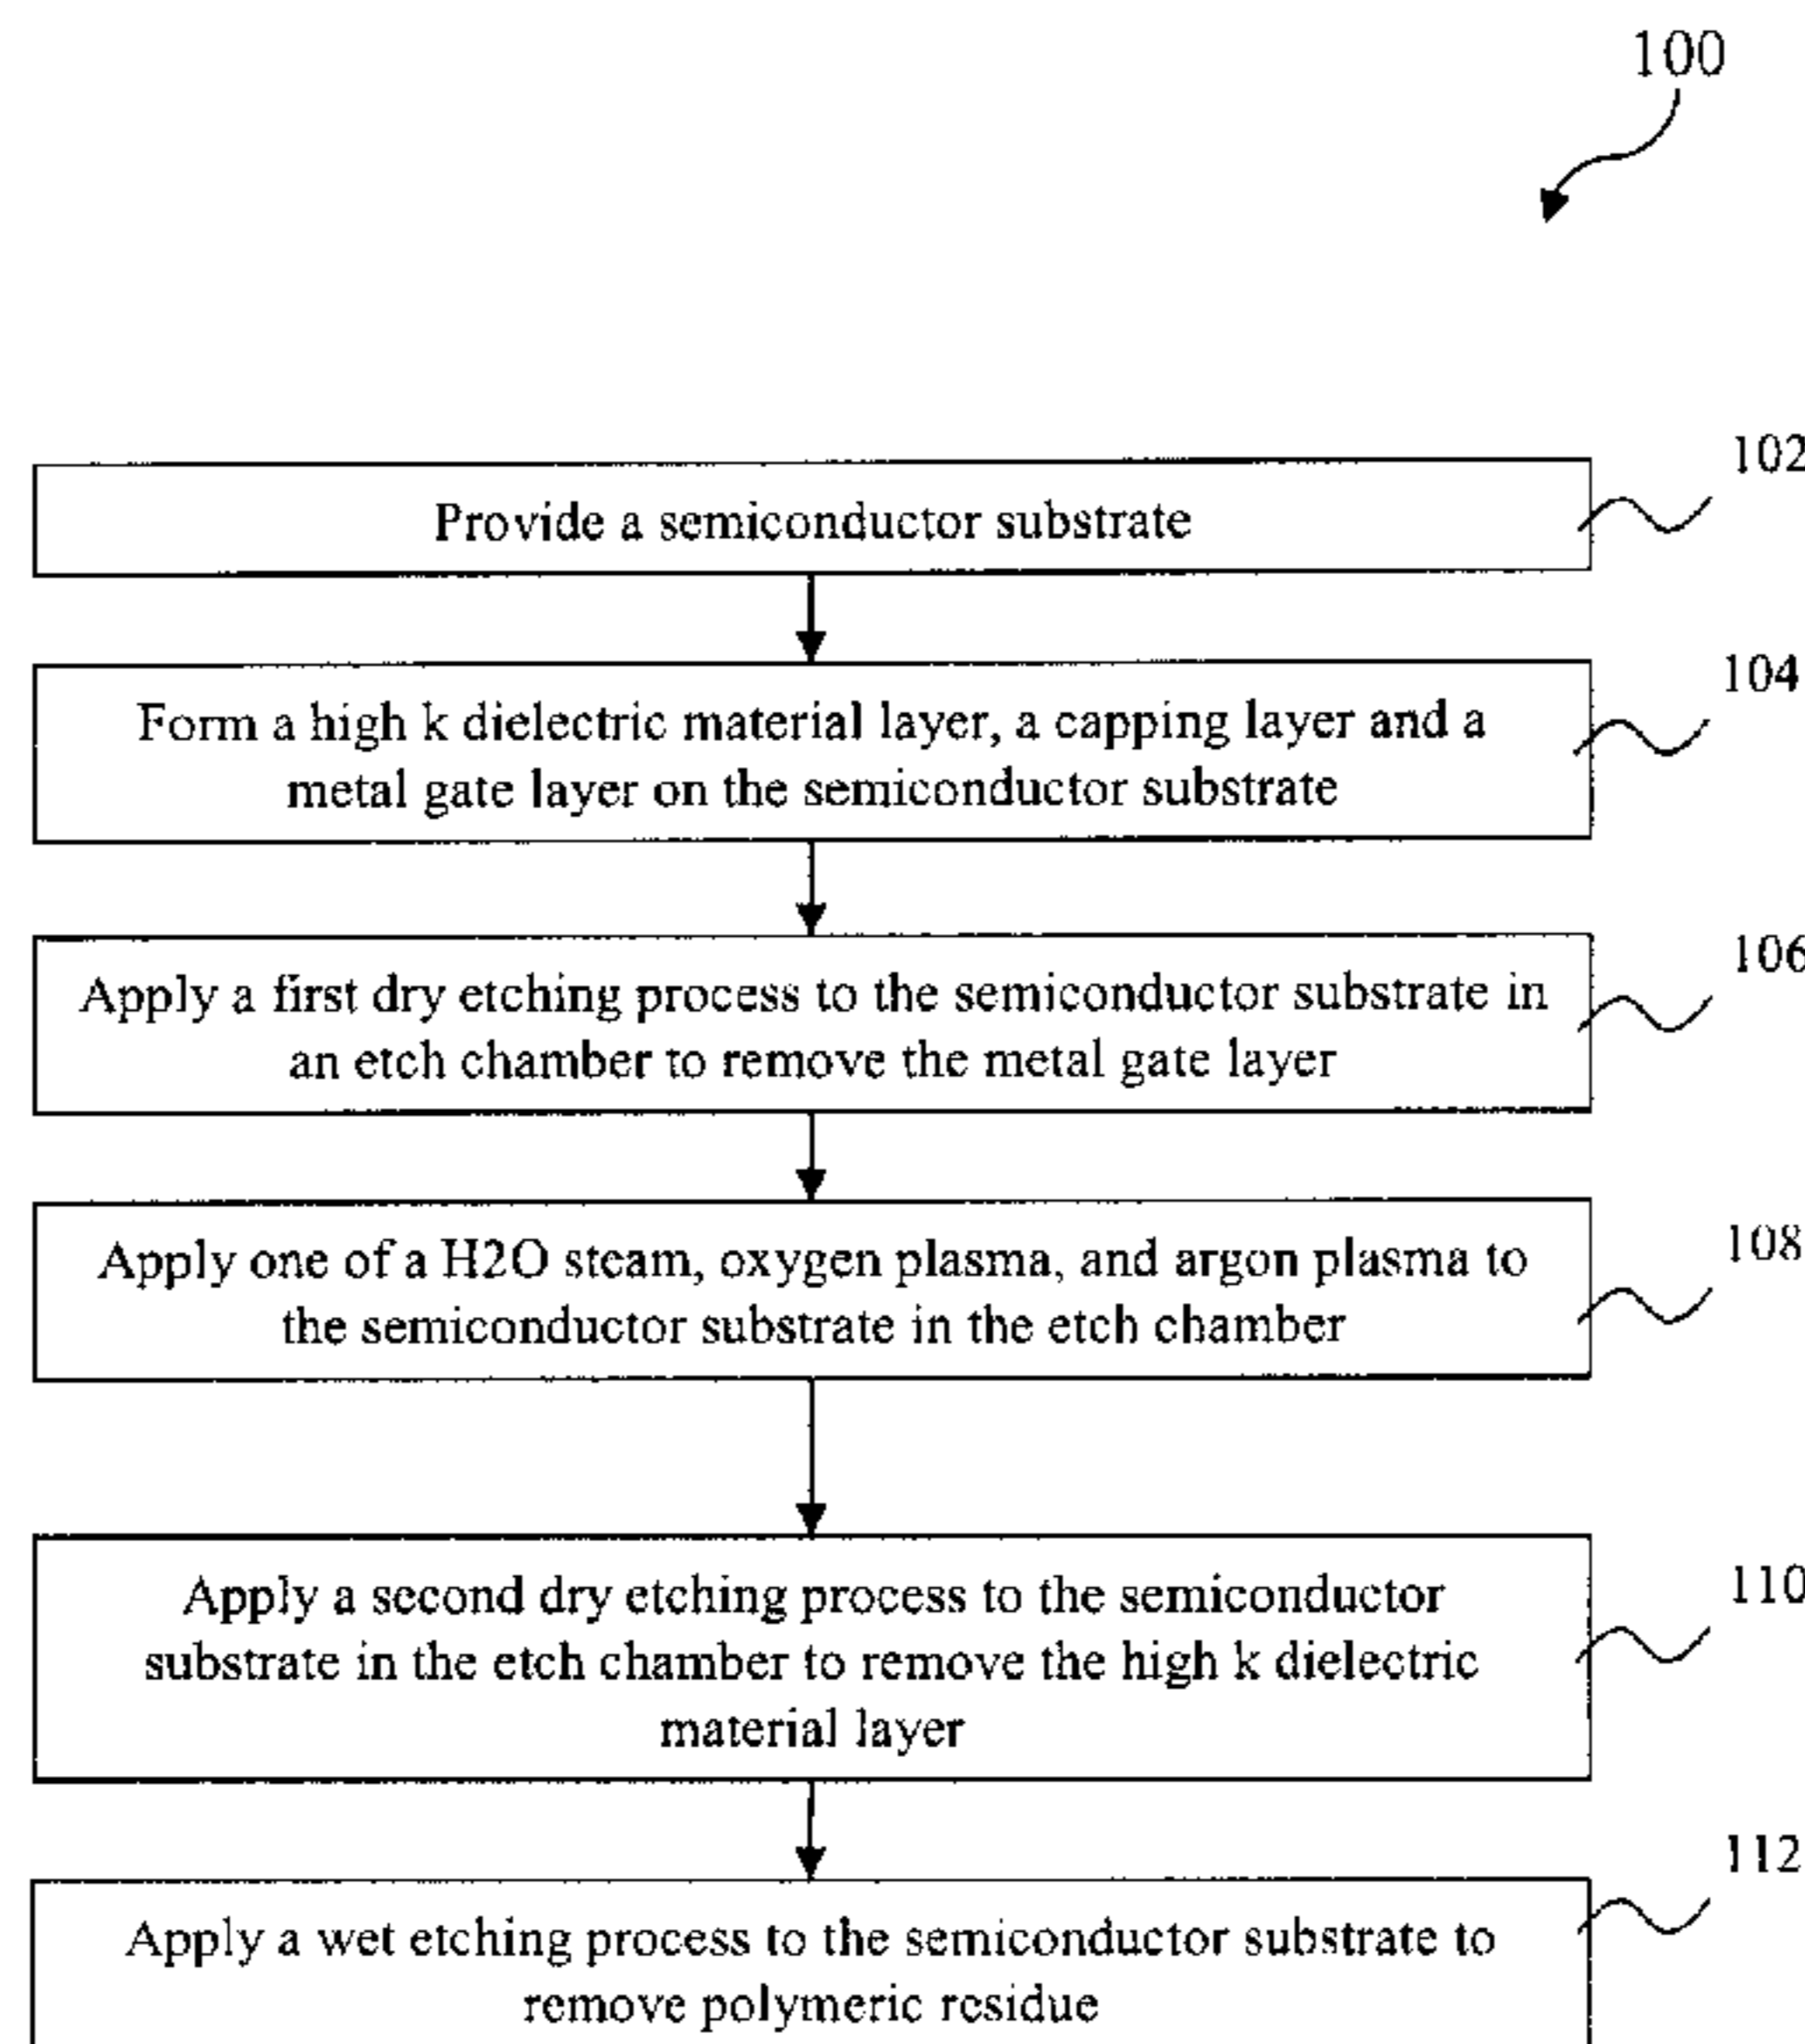 100
102
Provide a semiconductor substrate
104
Form a high k dielectric material layer, a capping layer and a
metal gate layer on the semiconductor substrate
106
Apply a first dry etching process to the semiconductor substrate in
an etch chamber to remove the metal gate layer
108
Apply one of a H2O steam, oxygen plasma, and argon plasma to
the semiconductor substrate in the etch chamber
110
Apply a second dry etching process to the semiconductor
substrate in the etch chamber to remove the high k dielectric
material layer
112
Apply a wet etching process to the semiconductor substrate to
remove polymeric residue